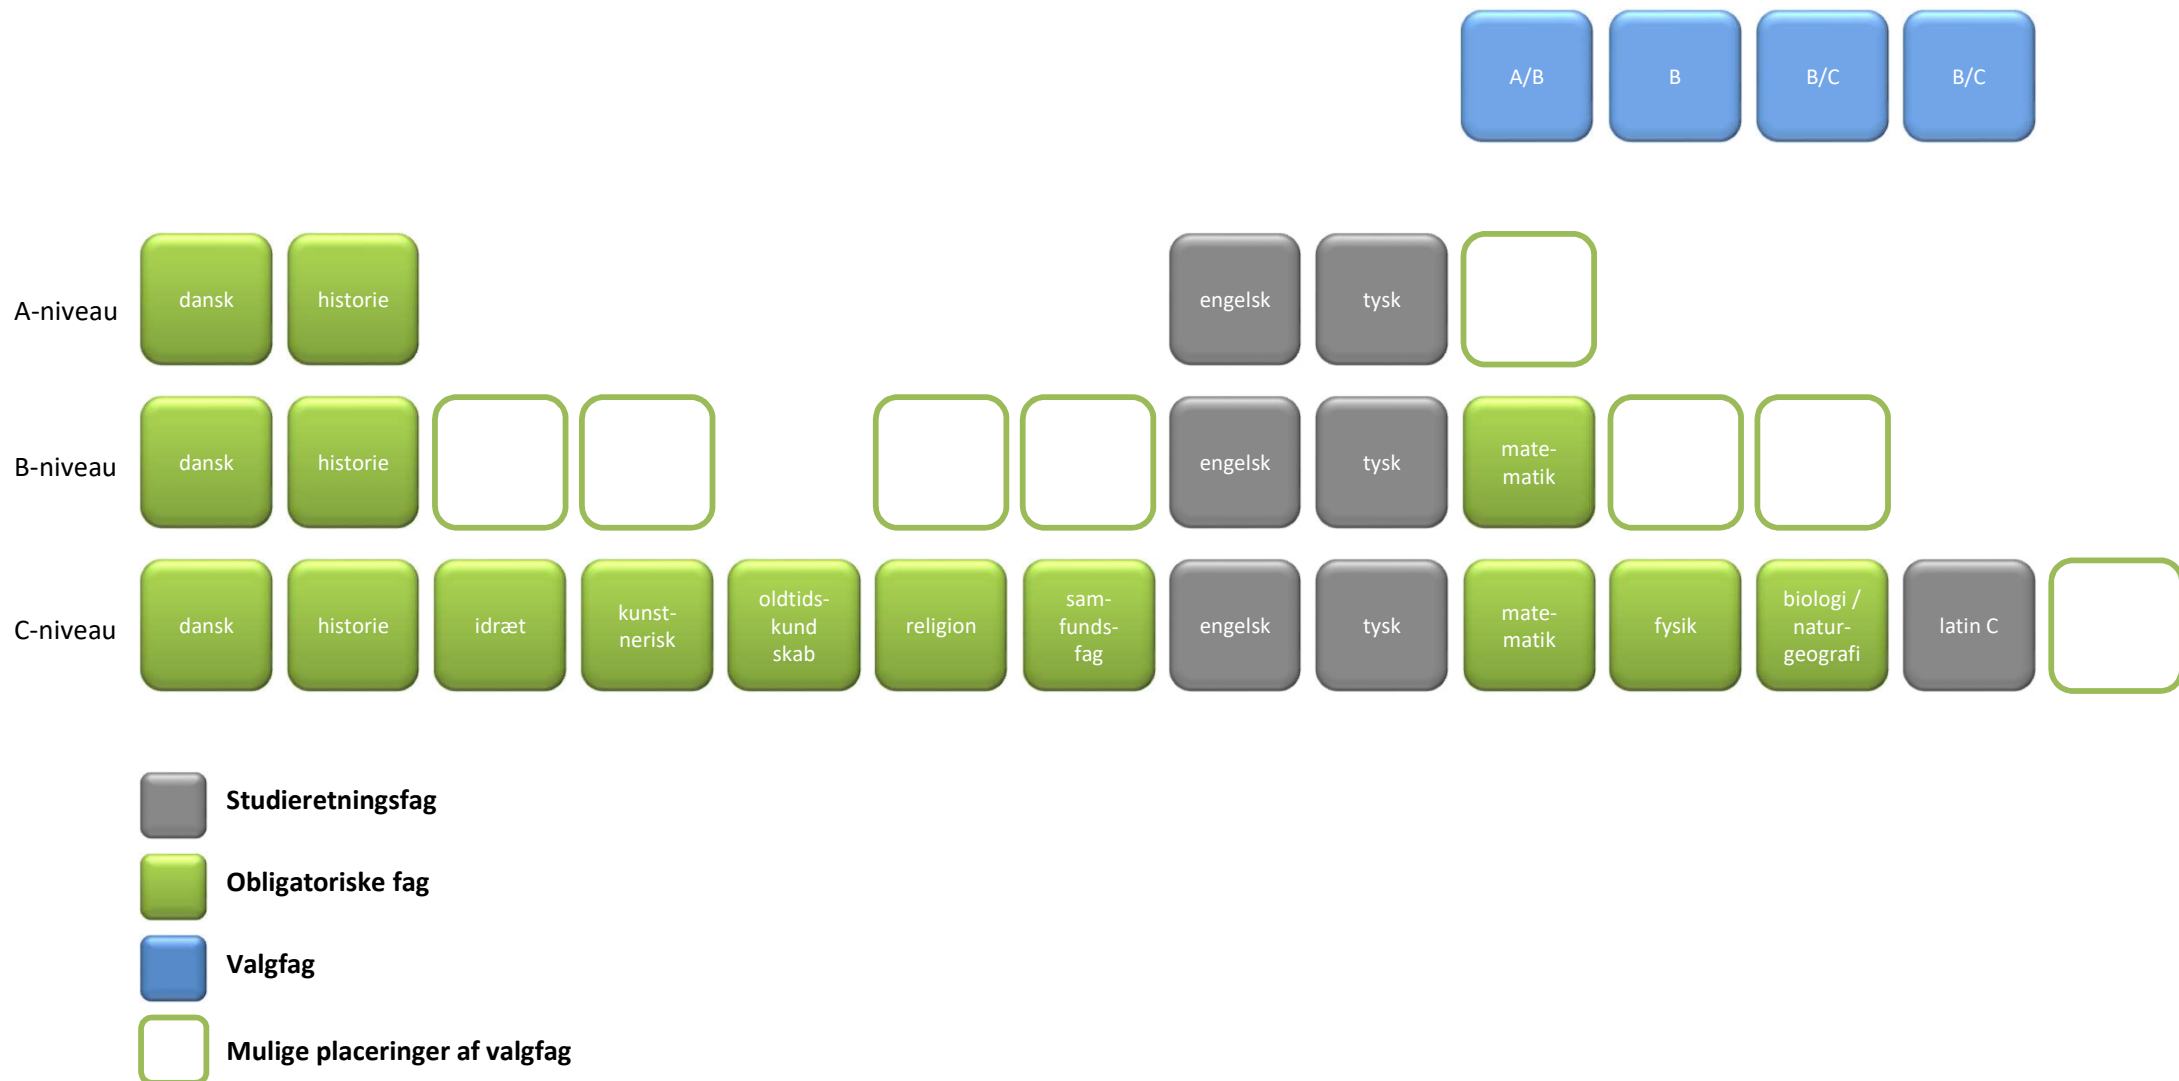 A/B B B/C B/C
A-niveau dansk historie engelsk tysk
B-niveau dansk historie engelsk tysk mate-
matik
C-niveau dansk historie idræt kunst-
nerisk oldtids-
kund
skab religion sam-
funds-
fag engelsk tysk mate-
matik fysik biologi /
natur-
geografi latin C
Studieretningsfag
Obligatoriske fag
Valgfag
Mulige placeringer af valgfag